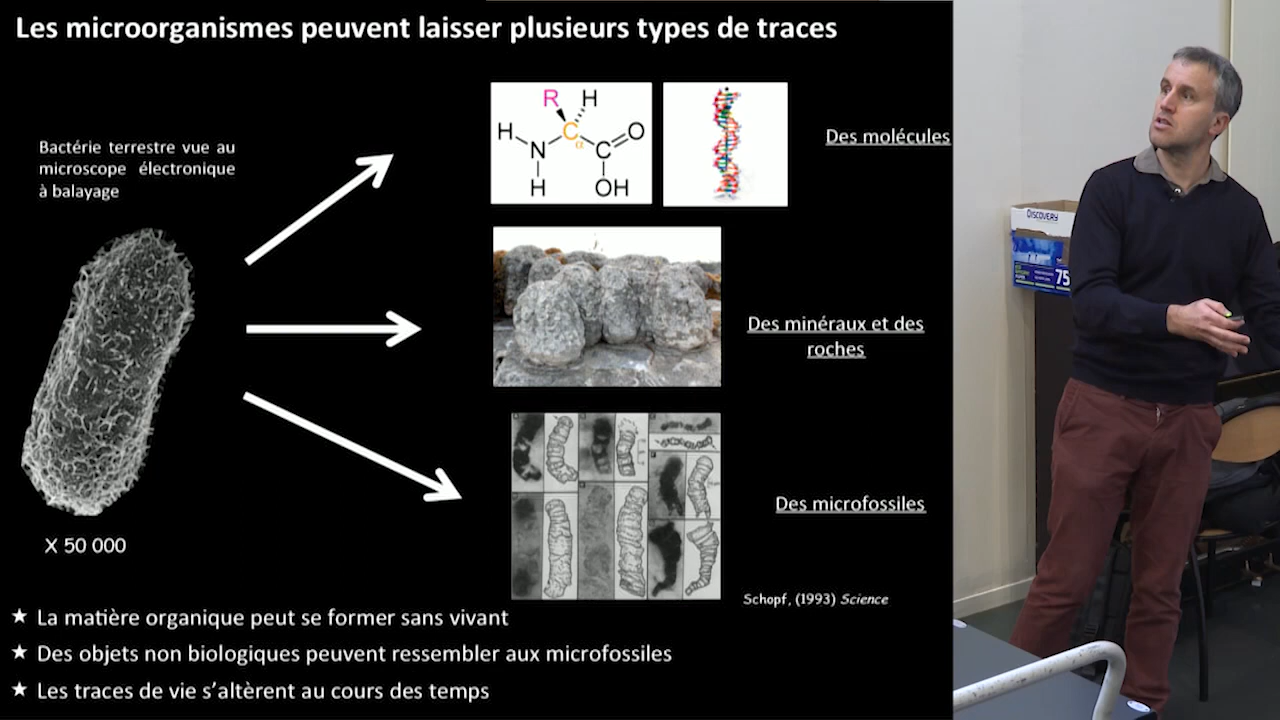 Les microorganismes peuvent laisser plusieurs types de traces
Bactérie terrestre vue au
microscope électronique
à balayage
X 50 000
R
H
H
C
α
O
N
C
H
OH
Des molécules
Des minéraux et des
roches
Des microfossiles
Schopf, (1993) Science
★ La matière organique peut se former sans vivant
★ Des objets non biologiques peuvent ressembler aux microfossiles
★ Les traces de vie s’altèrent au cours des temps
DISCOVERY
75